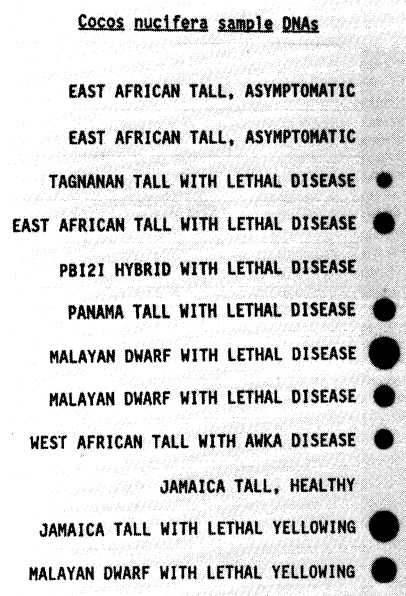 Cocos nucifera sample DNAs
EAST AFRICAN TALL, ASYMPTOMATIC
EAST AFRICAN TALL, ASYMPTOMATIC
TAGNANAN TALL WITH LETHAL DISEASE
EAST AFRICAN TALL WITH LETHAL DISEASE
PB121 HYBRID WITH LETHAL DISEASE
PANAMA TALL WITH LETHAL DISEASE
MALAYAN DWARF WITH LETHAL DISEASE
MALAYAN DWARF WITH LETHAL DISEASE
WEST AFRICAN TALL WITH AWKA DISEASE
JAMAICA TALL, HEALTHY
JAMAICA TALL WITH LETHAL YELLOWING
MALAYAN DWARF WITH LETHAL YELLOWING